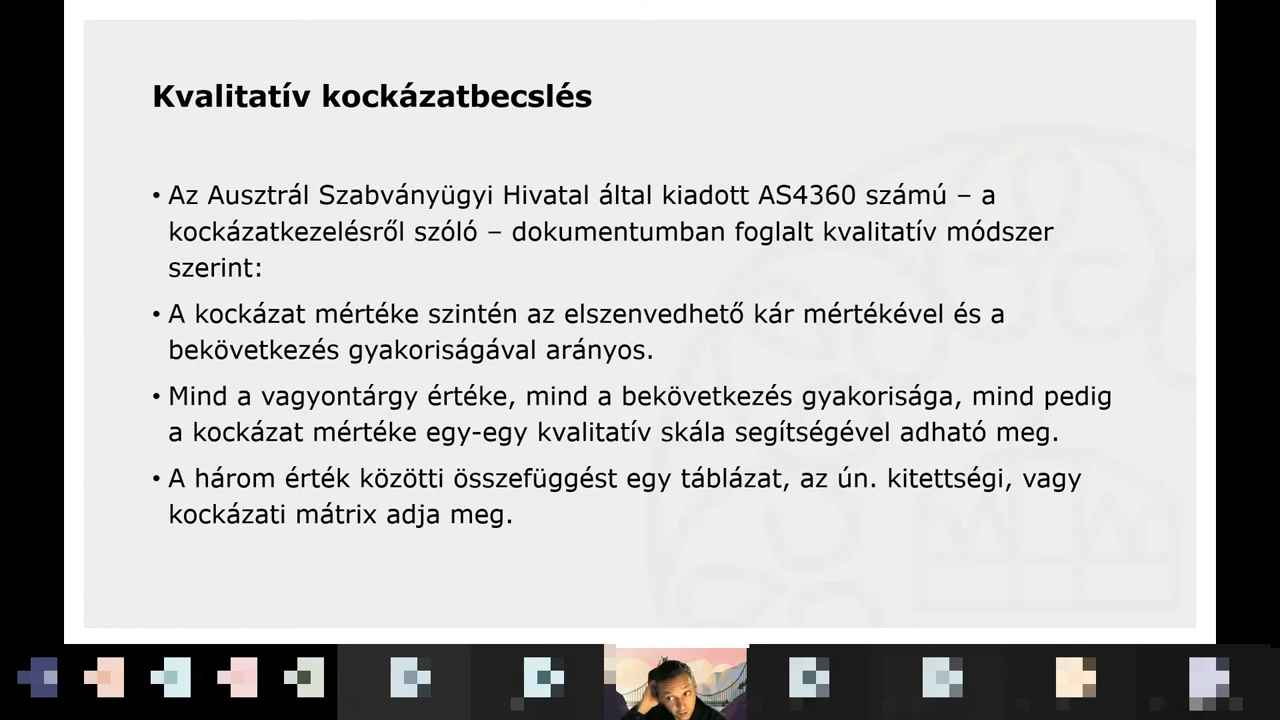 Kvalitatív kockázatbecslés
• Az Ausztrál Szabványügyi Hivatal által kiadott AS4360 számú – a
kockázatkezelésről szóló – dokumentumban foglalt kvalitatív módszer
szerint:
• A kockázat mértéke szintén az elszenvedhető kár mértékével és a
bekövetkezés gyakoriságával arányos.
• Mind a vagyontárgy értéke, mind a bekövetkezés gyakorisága, mind pedig
a kockázat mértéke egy-egy kvalitatív skála segítségével adható meg.
• A három érték közötti összefüggést egy táblázat, az ún. kitettségi, vagy
kockázati mátrix adja meg.